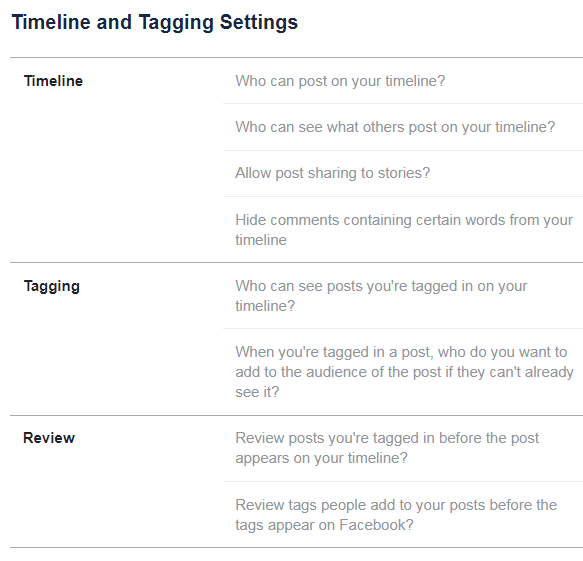 Timeline and Tagging Settings
Timeline
Who can post on your timeline?
Who can see what others post on your timeline?
Allow post sharing to stories?
Hide comments containing certain words from your
timeline
Tagging
Who can see posts you're tagged in on your
timeline?
When you're tagged in a post, who do you want to
add to the audience of the post if they can't already
see it?
Review
Review posts you're tagged in before the post
appears on your timeline?
Review tags people add to your posts before the
tags appear on Facebook?